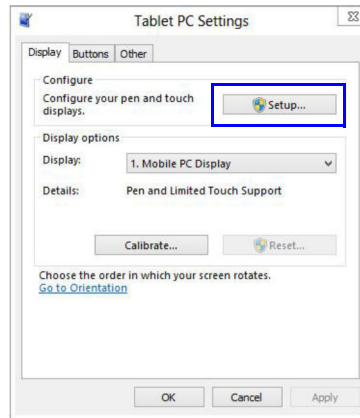 Tablet PC Settings
Display Buttons Other
Configure
Configure your pen and touch
displays.
Setup...
Display options
Display:
1. Mobile PC Display
Details:
Pen and Limited Touch Support
Calibrate...
Reset...
Choose the order in which your screen rotates.
Go to Orientation
OK Cancel Apply